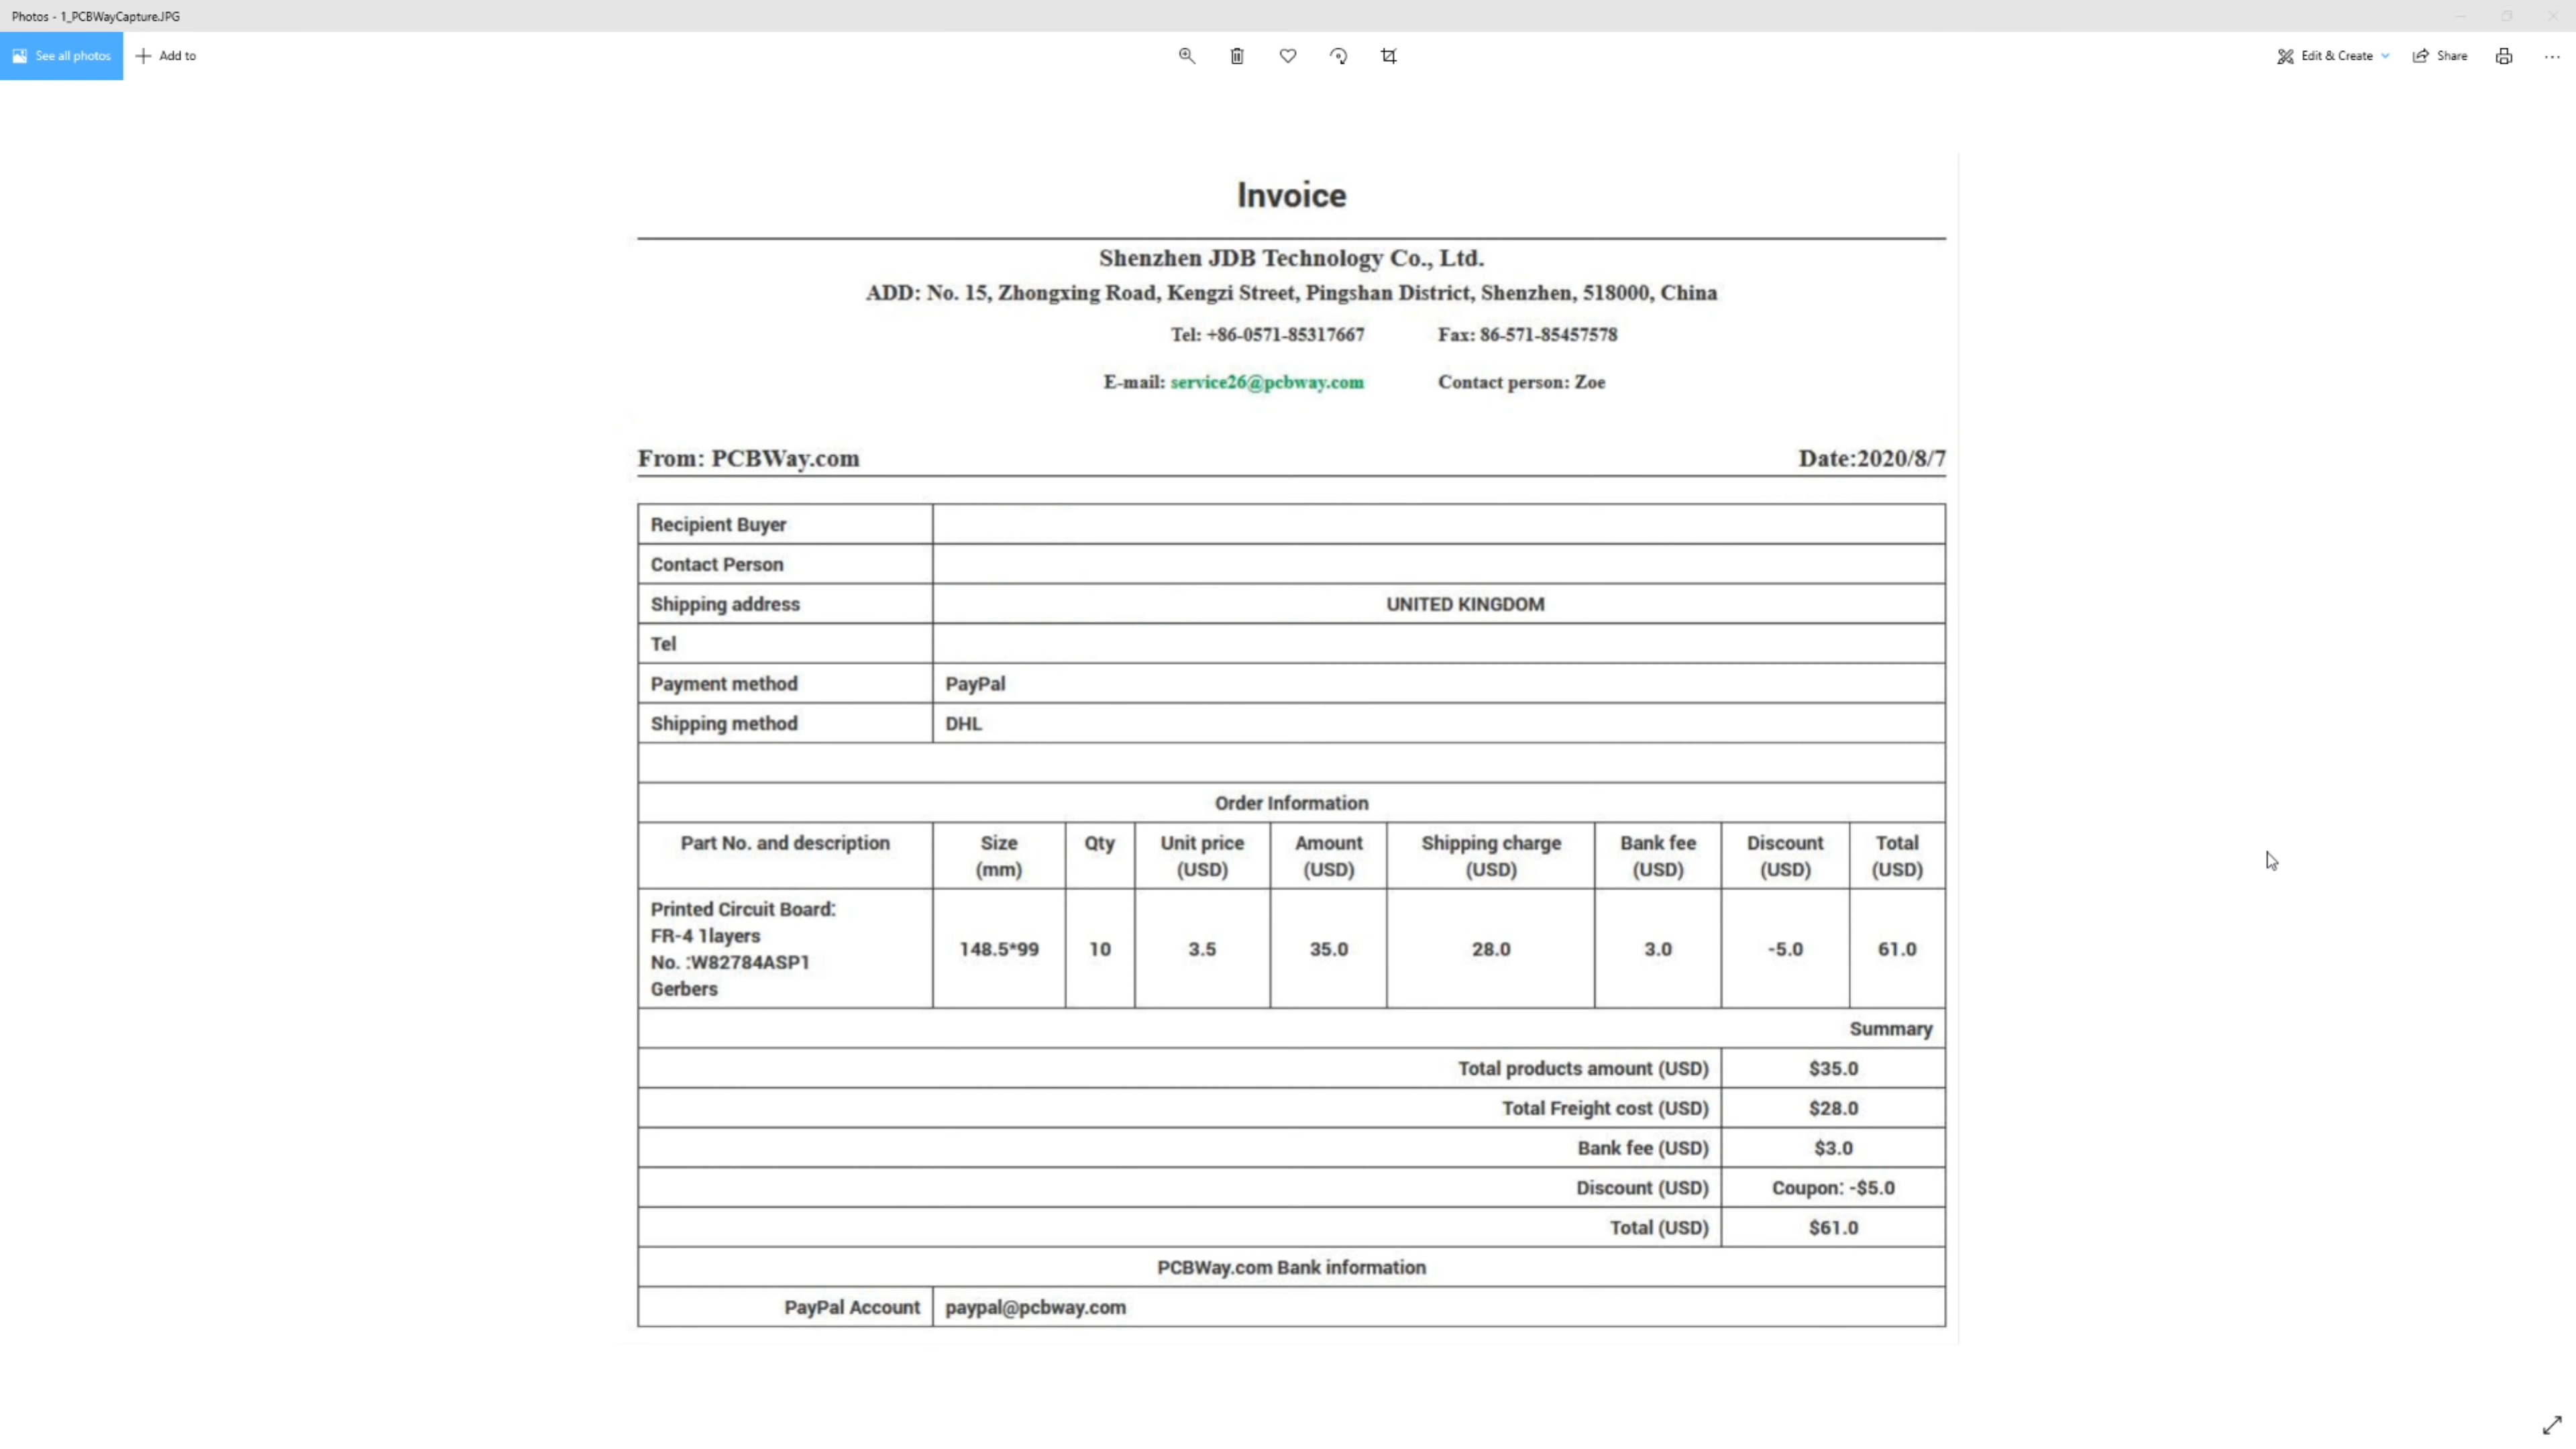 Photos - 1_PCBWayCapture.JPG
See all photos
Add to
Edit & Create
Share
Invoice
Shenzhen JDB Technology Co., Ltd.
ADD: No. 15, Zhongxing Road, Kengzi Street, Pingshan District, Shenzhen, 518000, China
Tel: +86-0571-85317667 Fax: 86-571-85457578
E-mail: service26@pcbway.com Contact person: Zoe
From: PCBWay.com Date:2020/8/7
Recipient Buyer
Contact Person
Shipping address UNITED KINGDOM
Tel
Payment method PayPal
Shipping method DHL
Order Information
Part No. and description Size Qty Unit price Amount Shipping charge Bank fee Discount Total
(mm) (USD) (USD) (USD) (USD) (USD) (USD)
Printed Circuit Board:
FR-4 1layers
No. :W82784ASP1
Gerbers
148.5*99 10 3.5 35.0 28.0 3.0 -5.0 61.0
Summary
Total products amount (USD) $35.0
Total Freight cost (USD) $28.0
Bank fee (USD) $3.0
Discount (USD) Coupon: -$5.0
Total (USD) $61.0
PCBWay.com Bank information
PayPal Account paypal@pcbway.com